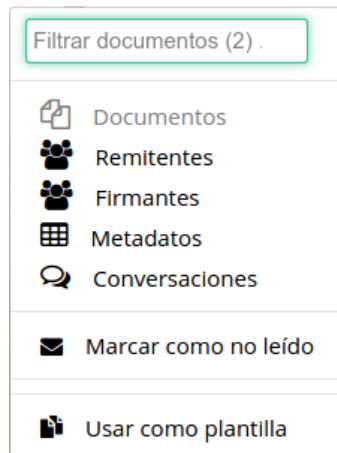 Filtrar documentos (2) .
Documentos
Remitentes
Firmantes
Metadatos
Conversaciones
Marcar como no leído
Usar como plantilla